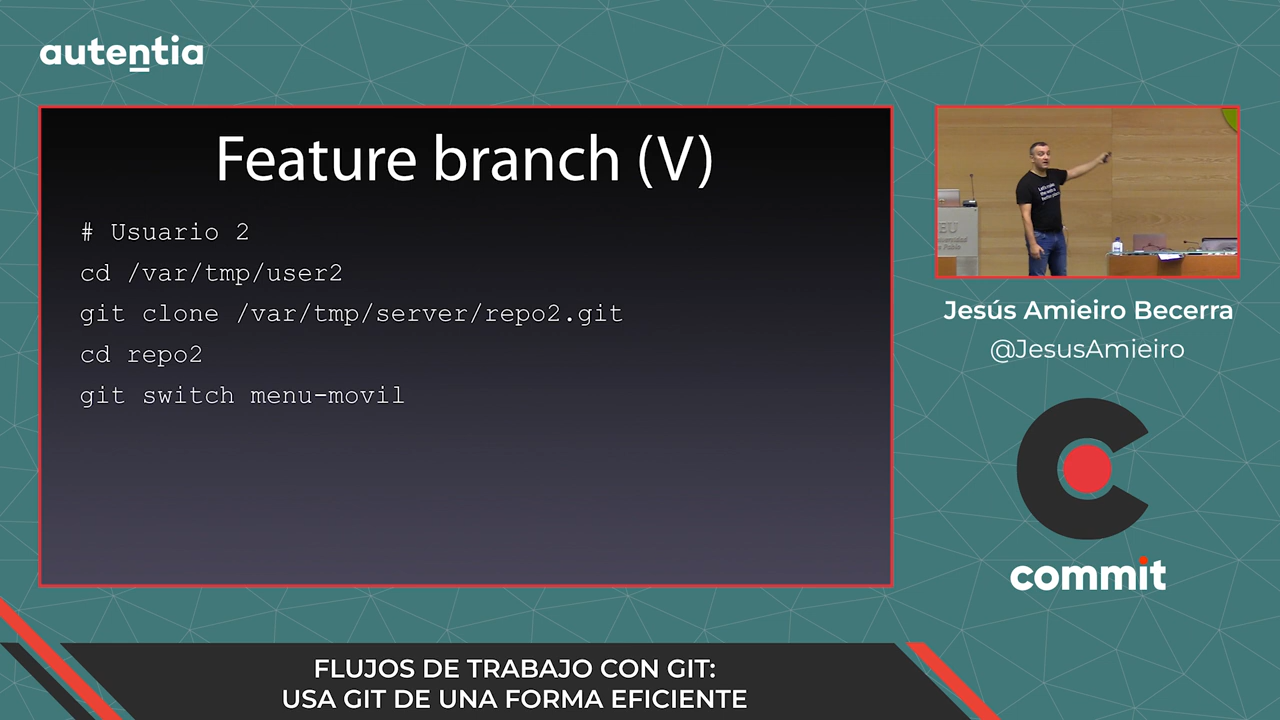 autentia
Feature branch (V)
# Usuario 2
cd /var/tmp/user2
git clone /var/tmp/server/repo2.git
cd repo2
git switch menu-movil
EU
Jesús Amieiro Becerra
@JesusAmieiro
commit
FLUJOS DE TRABAJO CON GIT:
USA GIT DE UNA FORMA EFICIENTE